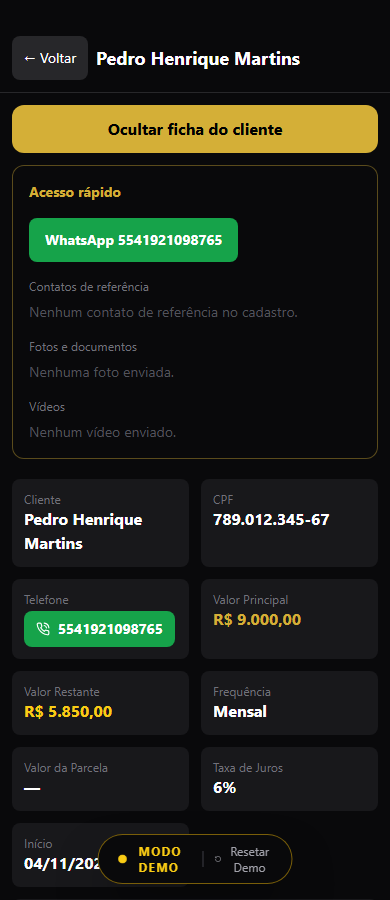 ← Voltar
Pedro Henrique Martins
Ocultar ficha do cliente
Acesso rápido
WhatsApp 5541921098765
Contatos de referência
Nenhum contato de referência no cadastro.
Fotos e documentos
Nenhuma foto enviada.
Vídeos
Nenhum vídeo enviado.
Cliente
Pedro Henrique
Martins
CPF
789.012.345-67
Telefone
5541921098765
Valor Principal
R$ 9.000,00
Valor Restante
R$ 5.850,00
Frequência
Mensal
Valor da Parcela
—
Taxa de Juros
6%
Início
04/11/202
MODO
DEMO
Resetar
Demo